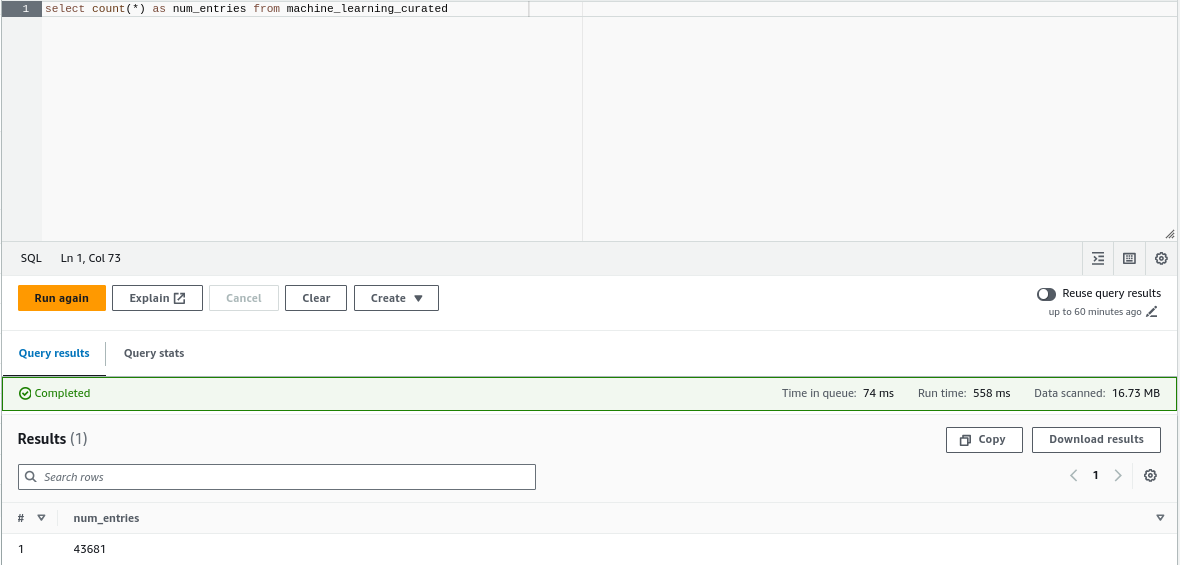 1 select count(*) as num_entries from machine_learning_curated
SQL Ln 1, Col 73
Run again Explain Cancel Clear Create Reuse query results
up to 60 minutes ago
Query results Query stats
Completed Time in queue: 74 ms Run time: 558 ms Data scanned: 16.73 MB
Results (1) Copy Download results
Search rows 1
# num_entries
1 43681